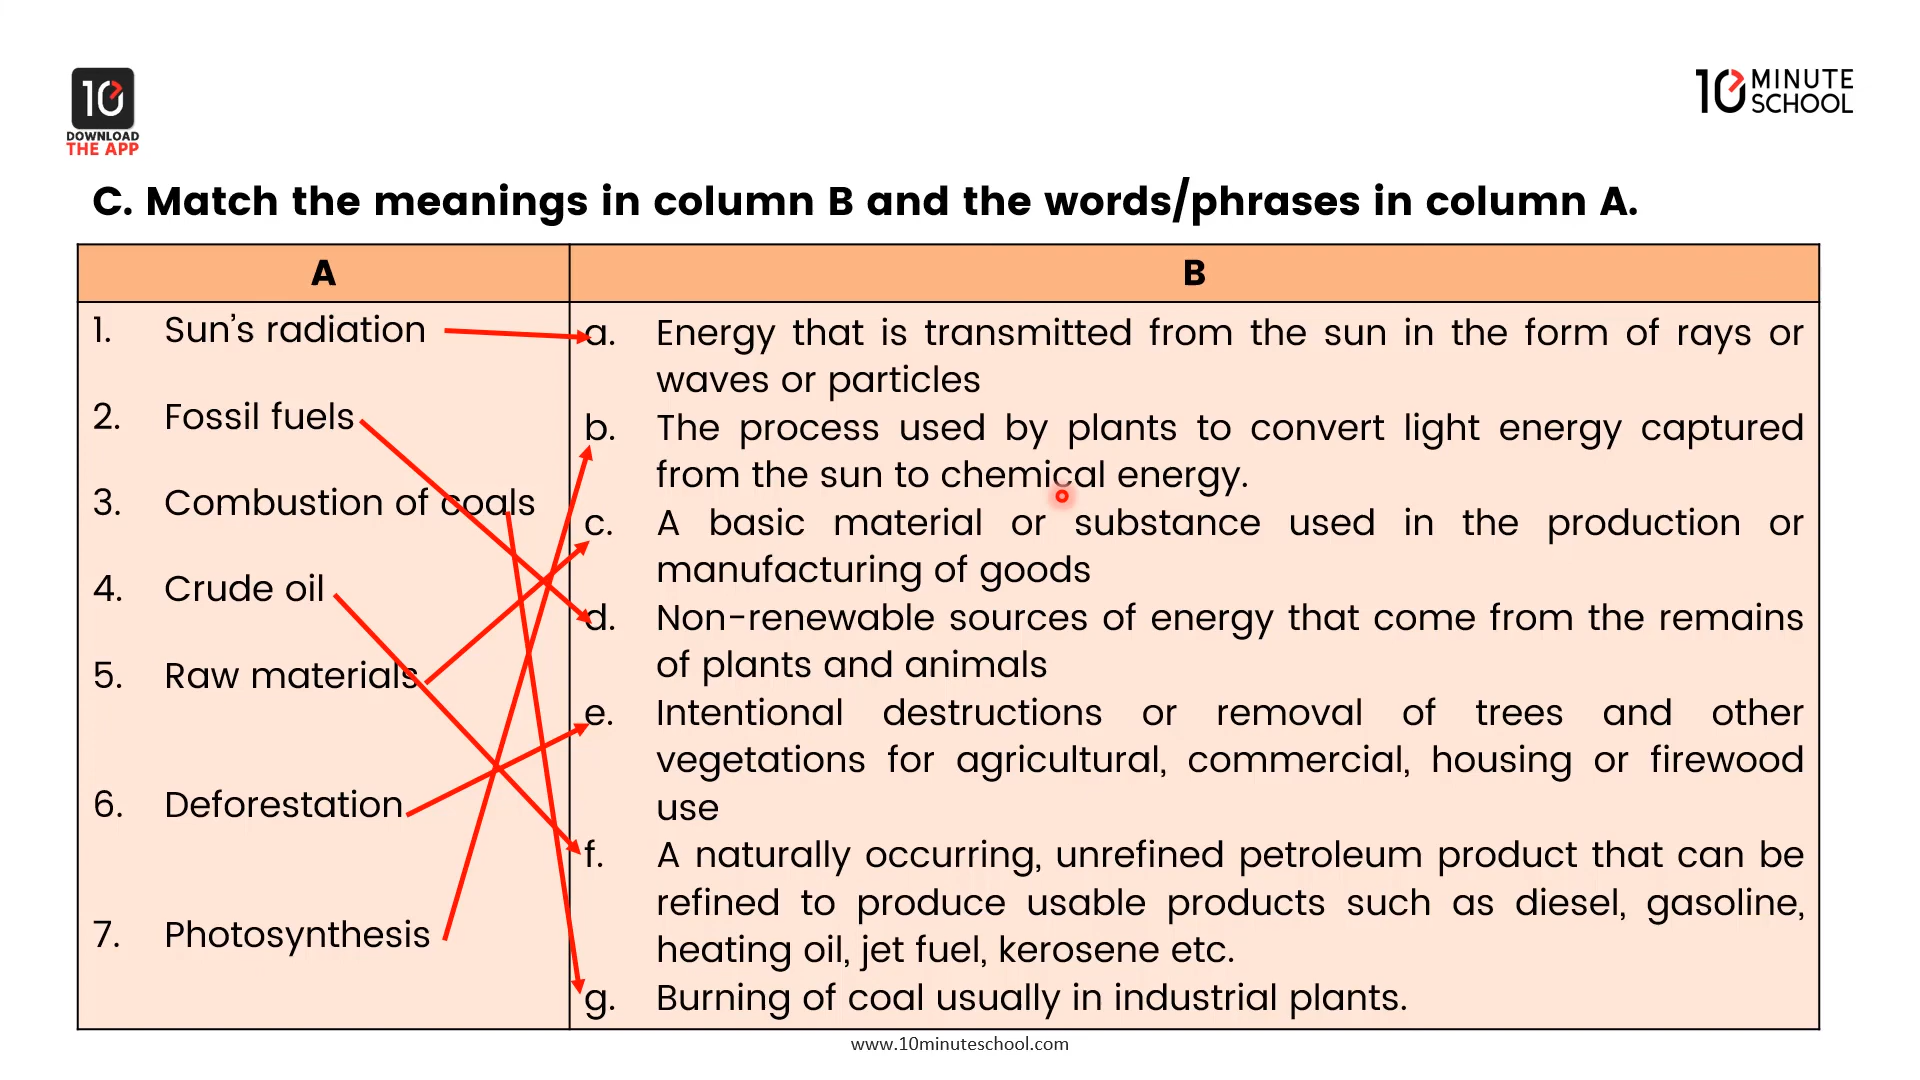 10
DOWNLOAD
THE APP
10 MINUTE
SCHOOL
C. Match the meanings in column B and the words/phrases in column A.
A
B
1. Sun’s radiation
2. Fossil fuels
3. Combustion of coals
4. Crude oil
5. Raw materials
6. Deforestation
7. Photosynthesis
a. Energy that is transmitted from the sun in the form of rays or
waves or particles
b. The process used by plants to convert light energy captured
from the sun to chemical energy.
c. A basic material or substance used in the production or
manufacturing of goods
d. Non-renewable sources of energy that come from the remains
of plants and animals
e. Intentional destructions or removal of trees and other
vegetations for agricultural, commercial, housing or firewood
use
f. A naturally occurring, unrefined petroleum product that can be
refined to produce usable products such as diesel, gasoline,
heating oil, jet fuel, kerosene etc.
g. Burning of coal usually in industrial plants.
www.10minuteschool.com